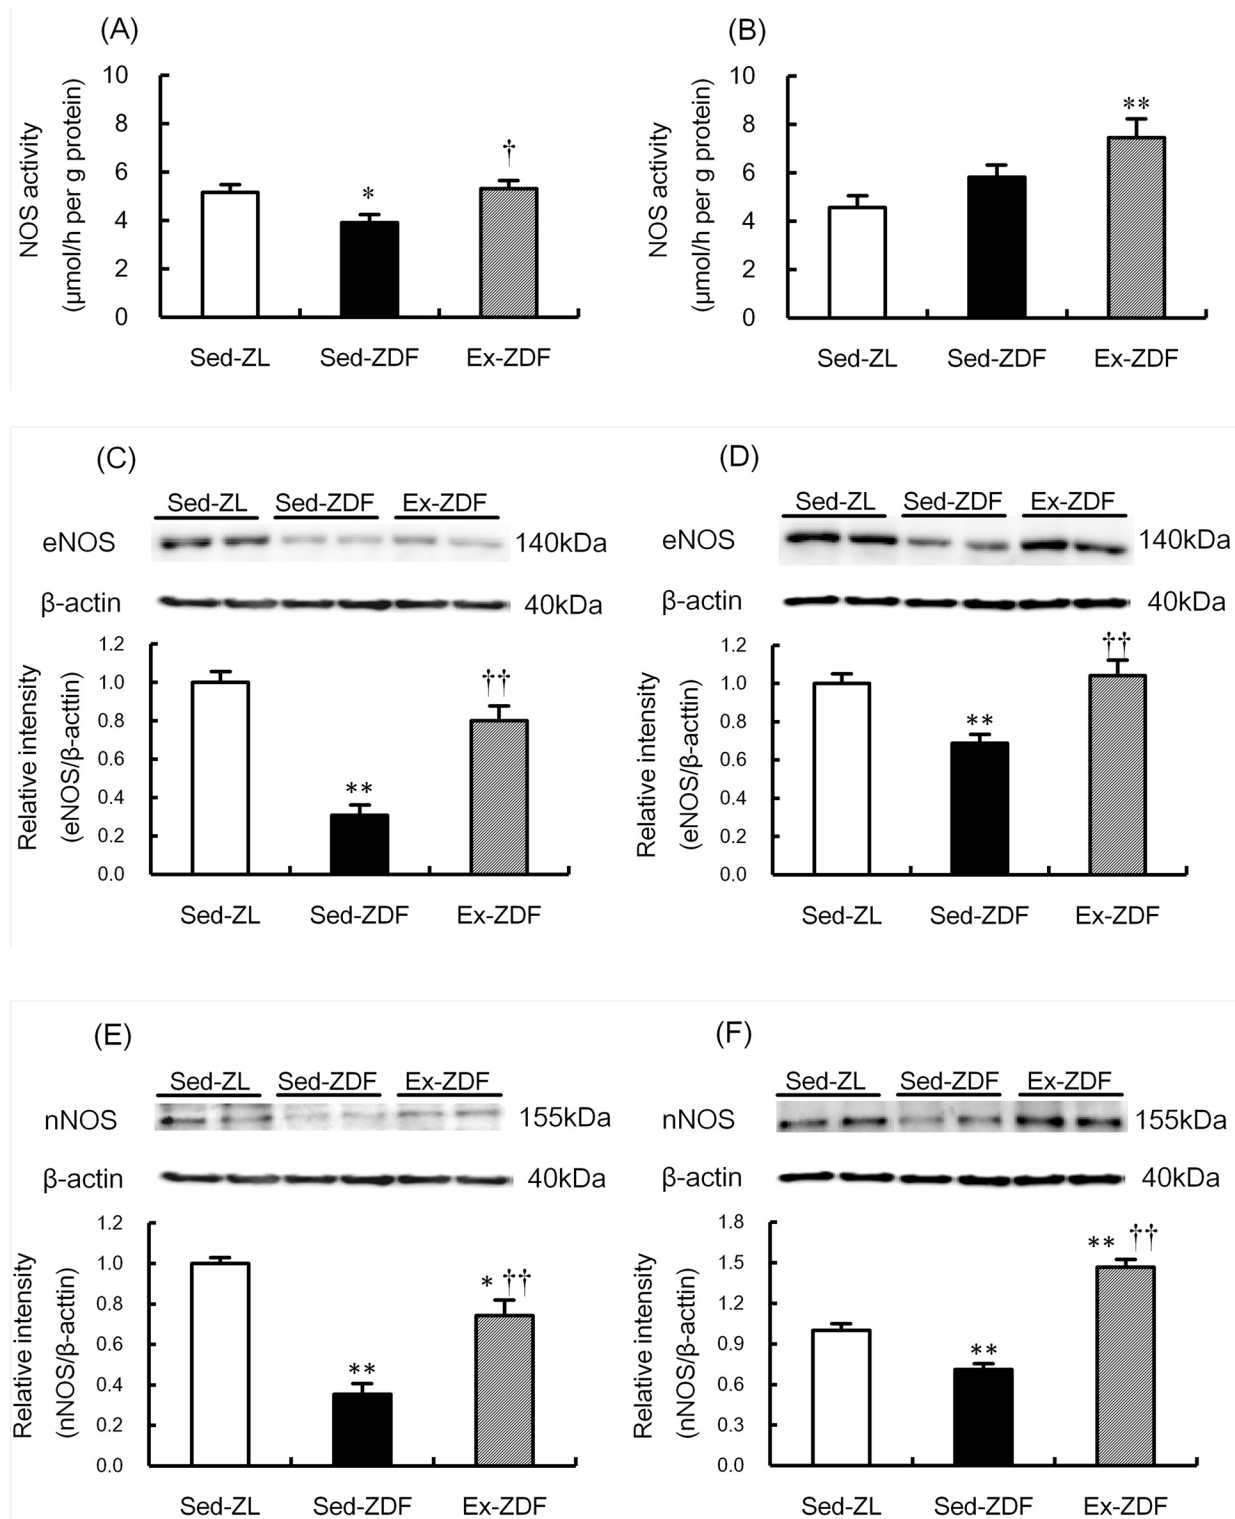 (A)
NOS activity
(μmol/h per g protein)
10
8
6
4
2
0
*
†
Sed-ZL Sed-ZDF Ex-ZDF
(B)
NOS activity
(μmol/h per g protein)
10
8
6
4
2
0
**
Sed-ZL Sed-ZDF Ex-ZDF
(C)
Sed-ZL Sed-ZDF Ex-ZDF
eNOS 140kDa
β-actin 40kDa
Relative intensity
(eNOS/β-acttin)
1.2
1.0
0.8
0.6
0.4
0.2
0.0
**
††
Sed-ZL Sed-ZDF Ex-ZDF
(D)
Sed-ZL Sed-ZDF Ex-ZDF
eNOS 140kDa
β-actin 40kDa
Relative intensity
(eNOS/β-acttin)
1.2
1.0
0.8
0.6
0.4
0.2
0.0
**
††
Sed-ZL Sed-ZDF Ex-ZDF
(E)
Sed-ZL Sed-ZDF Ex-ZDF
nNOS 155kDa
β-actin 40kDa
Relative intensity
(nNOS/β-acttin)
1.2
1.0
0.8
0.6
0.4
0.2
0.0
**
* ††
Sed-ZL Sed-ZDF Ex-ZDF
(F)
Sed-ZL Sed-ZDF Ex-ZDF
nNOS 155kDa
β-actin 40kDa
Relative intensity
(nNOS/β-acttin)
1.8
1.5
1.2
0.9
0.6
0.3
0.0
**
** ††
Sed-ZL Sed-ZDF Ex-ZDF